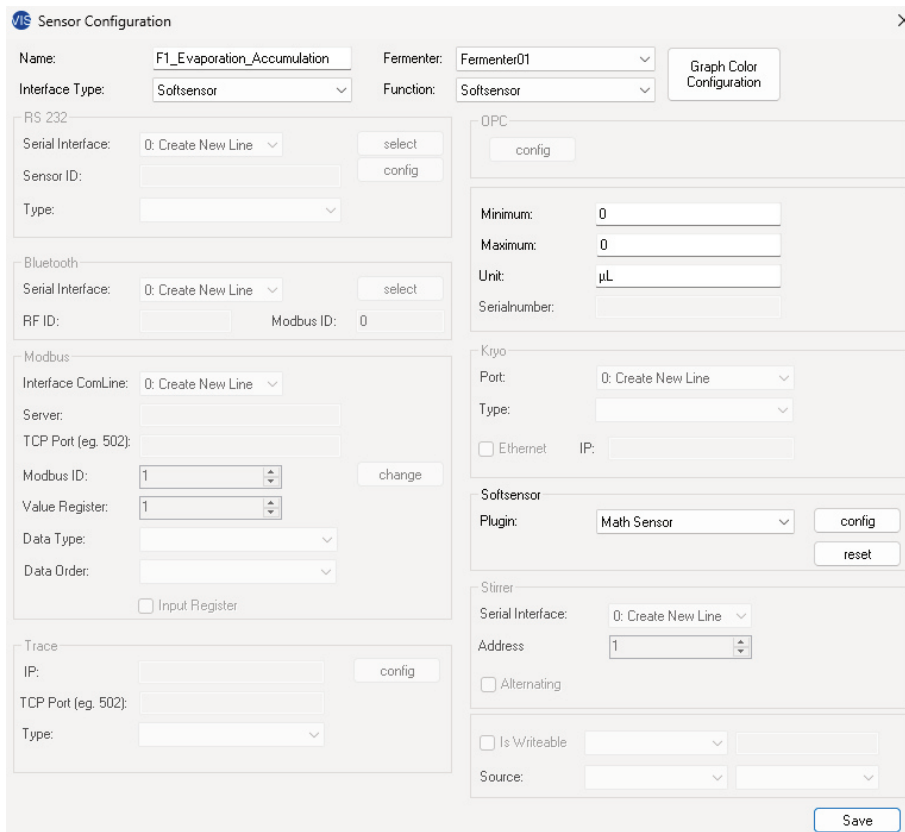 VIS Sensor Configuration
Name: F1_Evaporation_Accumulation Fermenter: Fermenter01
Graph Color
Configuration
Interface Type: Softsensor Function: Softsensor
RS 232
Serial Interface: 0: Create New Line select
Sensor ID: config
Type:
Bluetooth
Serial Interface: 0: Create New Line select
RF ID: Modbus ID: 0
Modbus
Interface ComLine: 0: Create New Line
Server:
TCP Port (eg. 502):
Modbus ID: 1 change
Value Register: 1
Data Type:
Data Order:
Input Register
Trace
IP: config
TCP Port (eg. 502):
Type:
OPC
config
Minimum: 0
Maximum: 0
Unit: µL
Serialnumber:
Kryo
Port: 0: Create New Line
Type:
Ethernet IP:
Softsensor
Plugin: Math Sensor config
reset
Stirrer
Serial Interface: 0: Create New Line
Address 1
Alternating
Is Writeable
Source:
Save